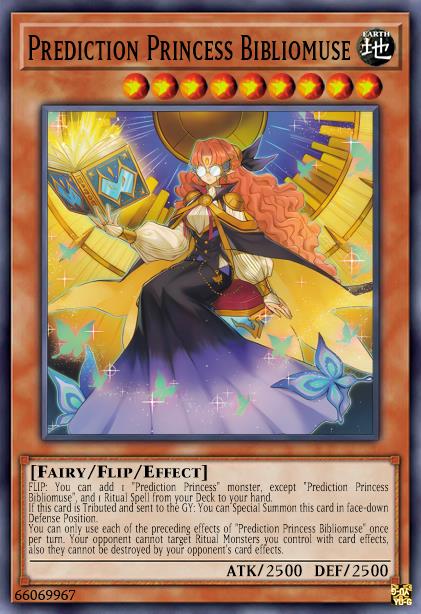 PREDICTION PRINCESS BIBLIOMUSE
EARTH
地
[FAIRY/FLIP/EFFECT]
FLIP: You can add 1 "Prediction Princess" monster, except "Prediction Princess
Bibliomuse", and 1 Ritual Spell from your Deck to your hand.
If this card is Tributed and sent to the GY: You can Special Summon this card in face-down
Defense Position.
You can only use each of the preceding effects of "Prediction Princess Bibliomuse" once
per turn. Your opponent cannot target Ritual Monsters you control with card effects,
also they cannot be destroyed by your opponent's card effects.
ATK/2500 DEF/2500
66069967